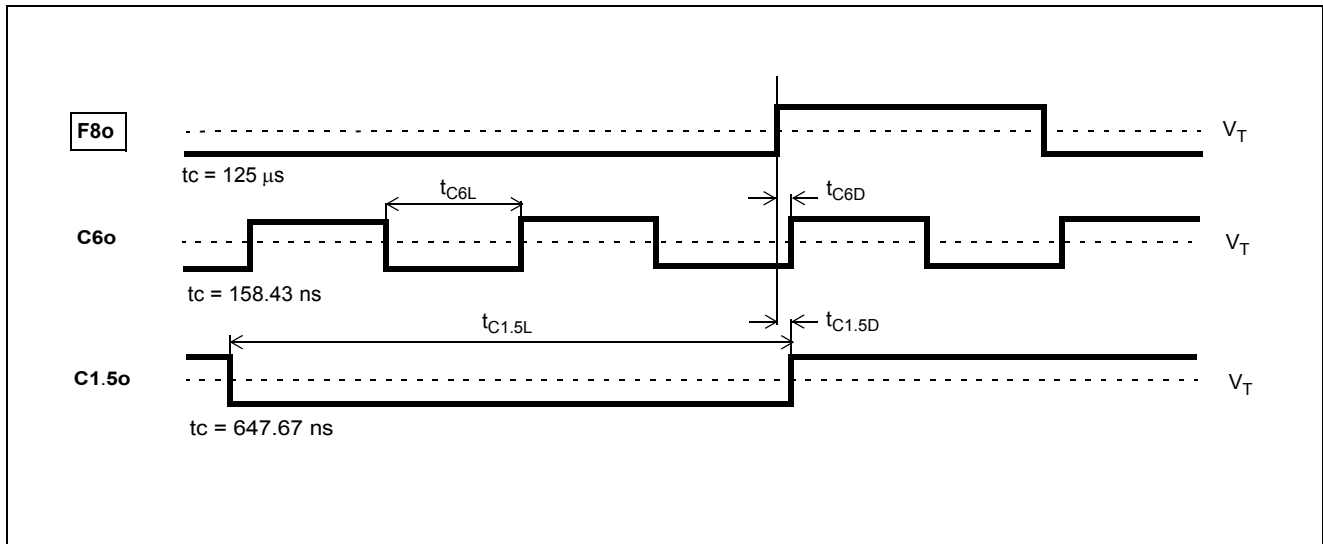 F8o
V_T
tc = 125 μs
t_C6L
t_C6D
C6o
V_T
tc = 158.43 ns
t_C1.5L
t_C1.5D
C1.5o
V_T
tc = 647.67 ns